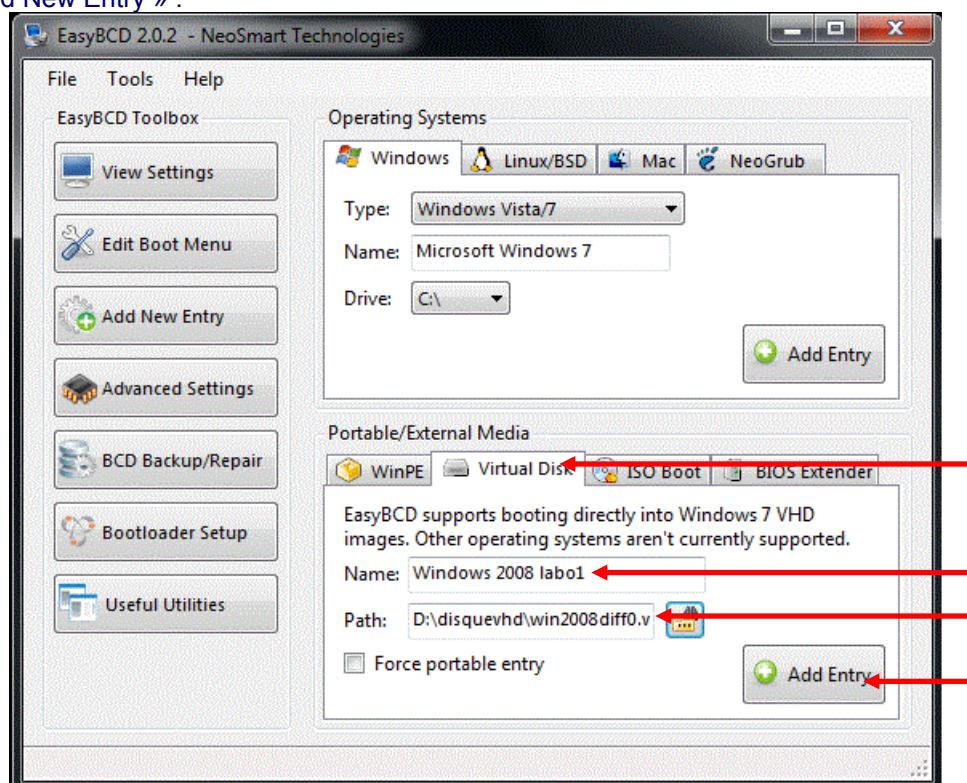 d New Entry » .
EasyBCD 2.0.2 - NeoSmart Technologies
File Tools Help
EasyBCD Toolbox
View Settings
Edit Boot Menu
Add New Entry
Advanced Settings
BCD Backup/Repair
Bootloader Setup
Useful Utilities
Operating Systems
Windows Linux/BSD Mac NeoGrub
Type: Windows Vista/7
Name: Microsoft Windows 7
Drive: C:\
Add Entry
Portable/External Media
WinPE Virtual Disk ISO Boot BIOS Extender
EasyBCD supports booting directly into Windows 7 VHD
images. Other operating systems aren't currently supported.
Name: Windows 2008 labo1
Path: D:\disquevhd\win2008diff0.v
Force portable entry
Add Entry